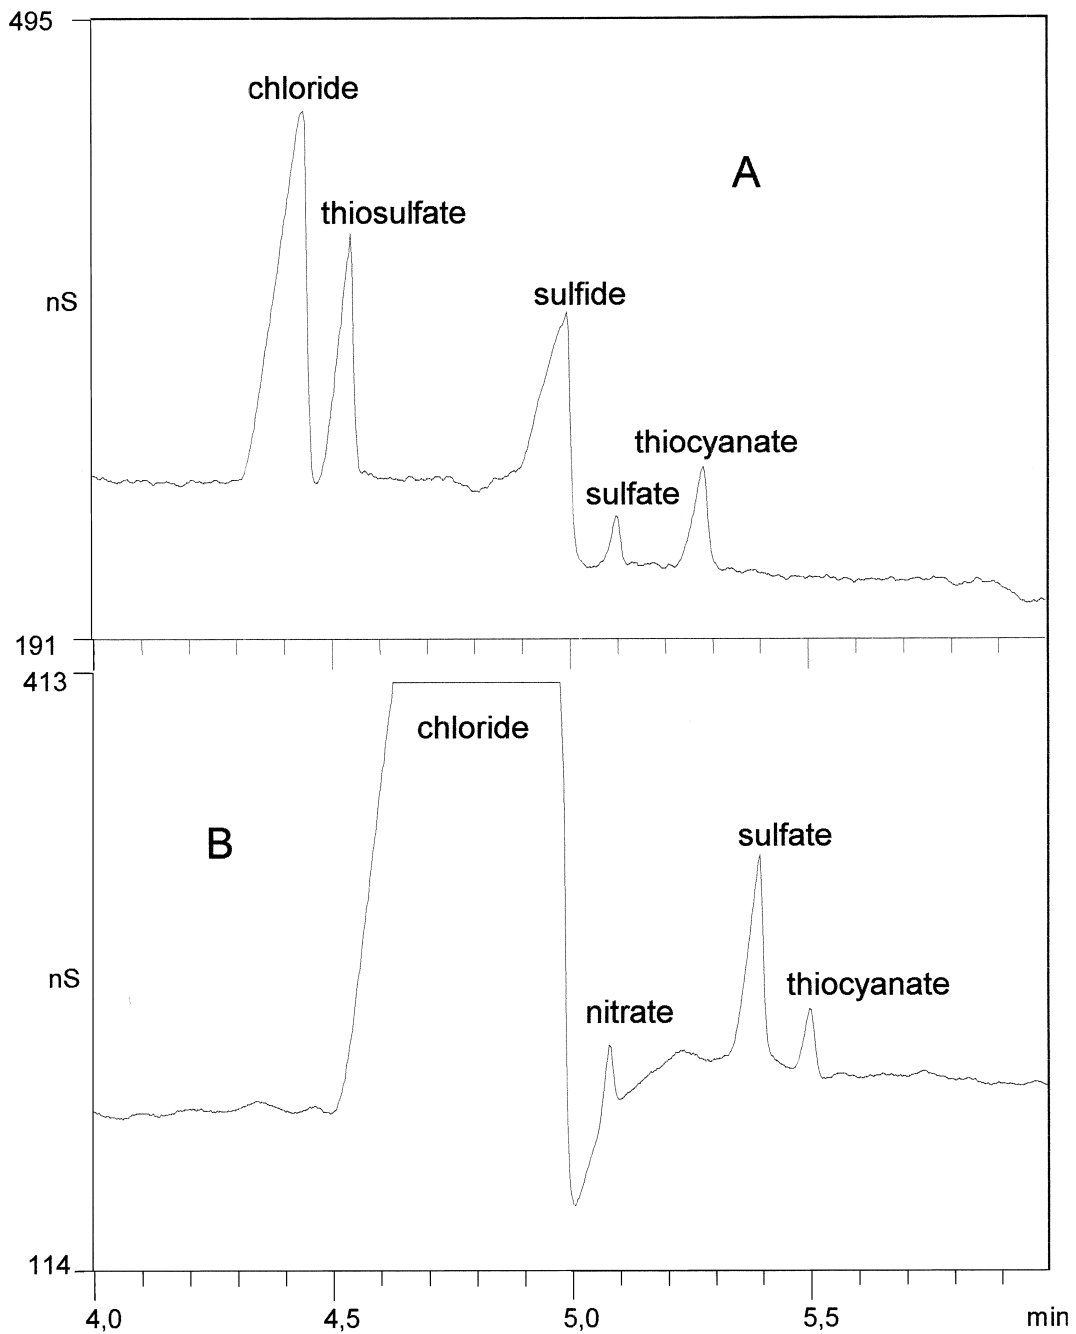 495
chloride
A
thiosulfate
nS
sulfide
thiocyanate
sulfate
191
413
chloride
B
sulfate
nS
thiocyanate
nitrate
114
4,0 4,5 5,0 5,5 min